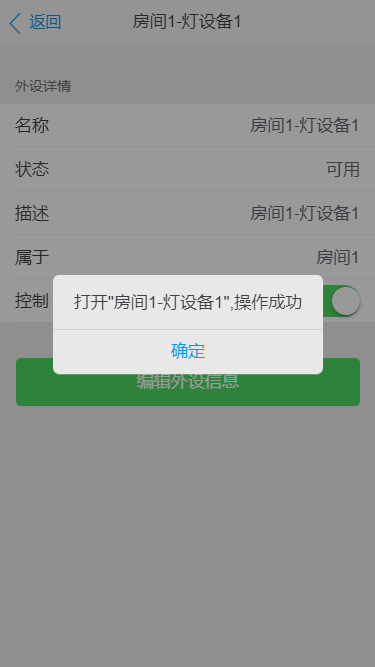 返回
房间1-灯设备1
外设详情
名称 房间1-灯设备1
状态 可用
描述 房间1-灯设备1
属于 房间1
控制
打开"房间1-灯设备1",操作成功
确定
编辑外设信息